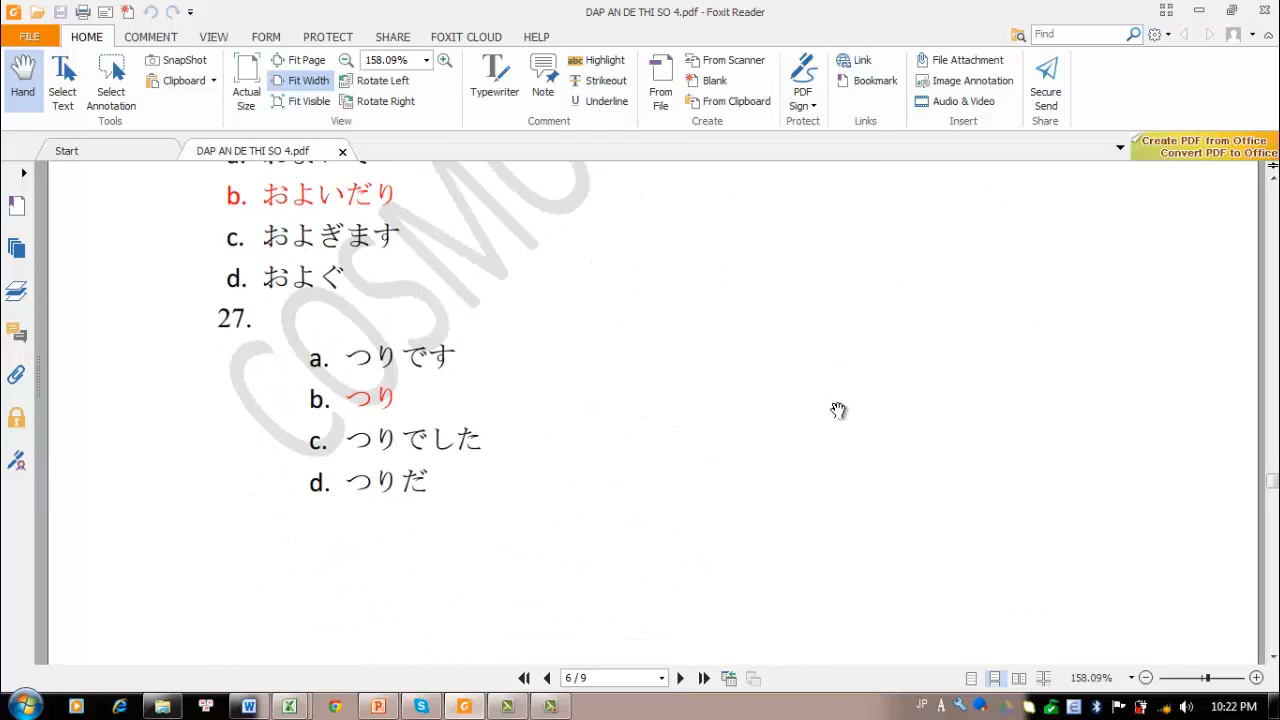 DAP AN DE THI SO 4.pdf - Foxit Reader
FILE HOME COMMENT VIEW FORM PROTECT SHARE FOXIT CLOUD HELP Find
Hand
Select Text
Select Annotation
SnapShot
Clipboard
Tools
Actual Size
Fit Page
Fit Width
Fit Visible
158.09%
Rotate Left
Rotate Right
View
Typewriter
Note
Highlight
Strikeout
Underline
Comment
From File
From Scanner
Blank
From Clipboard
Create
PDF Sign
Protect
Link
Bookmark
Links
File Attachment
Image Annotation
Audio & Video
Insert
Secure Send
Share
Start
DAP AN DE THI SO 4.pdf
Create PDF from Office
Convert PDF to Office
b. およいだり
c. およぎます
d. およぐ
27.
a. つりです
b. つり
c. つりでした
d. つりだ
COSMO
6 / 9
158.09%
JP
10:22 PM